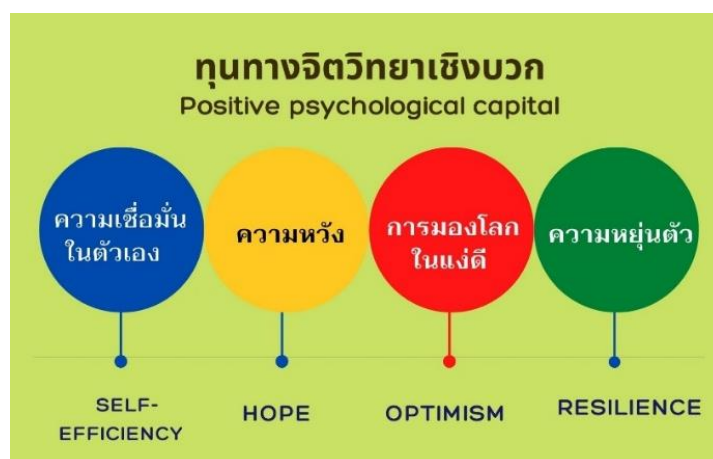 ทุนทางจิตวิทยาเชิงบวก
Positive psychological capital
ความเชื่อมั่น
ในตัวเอง
ความหวัง
การมองโลก
ในแง่ดี
ความหยุ่นตัว
SELF-
EFFICIENCY
HOPE
OPTIMISM
RESILIENCE